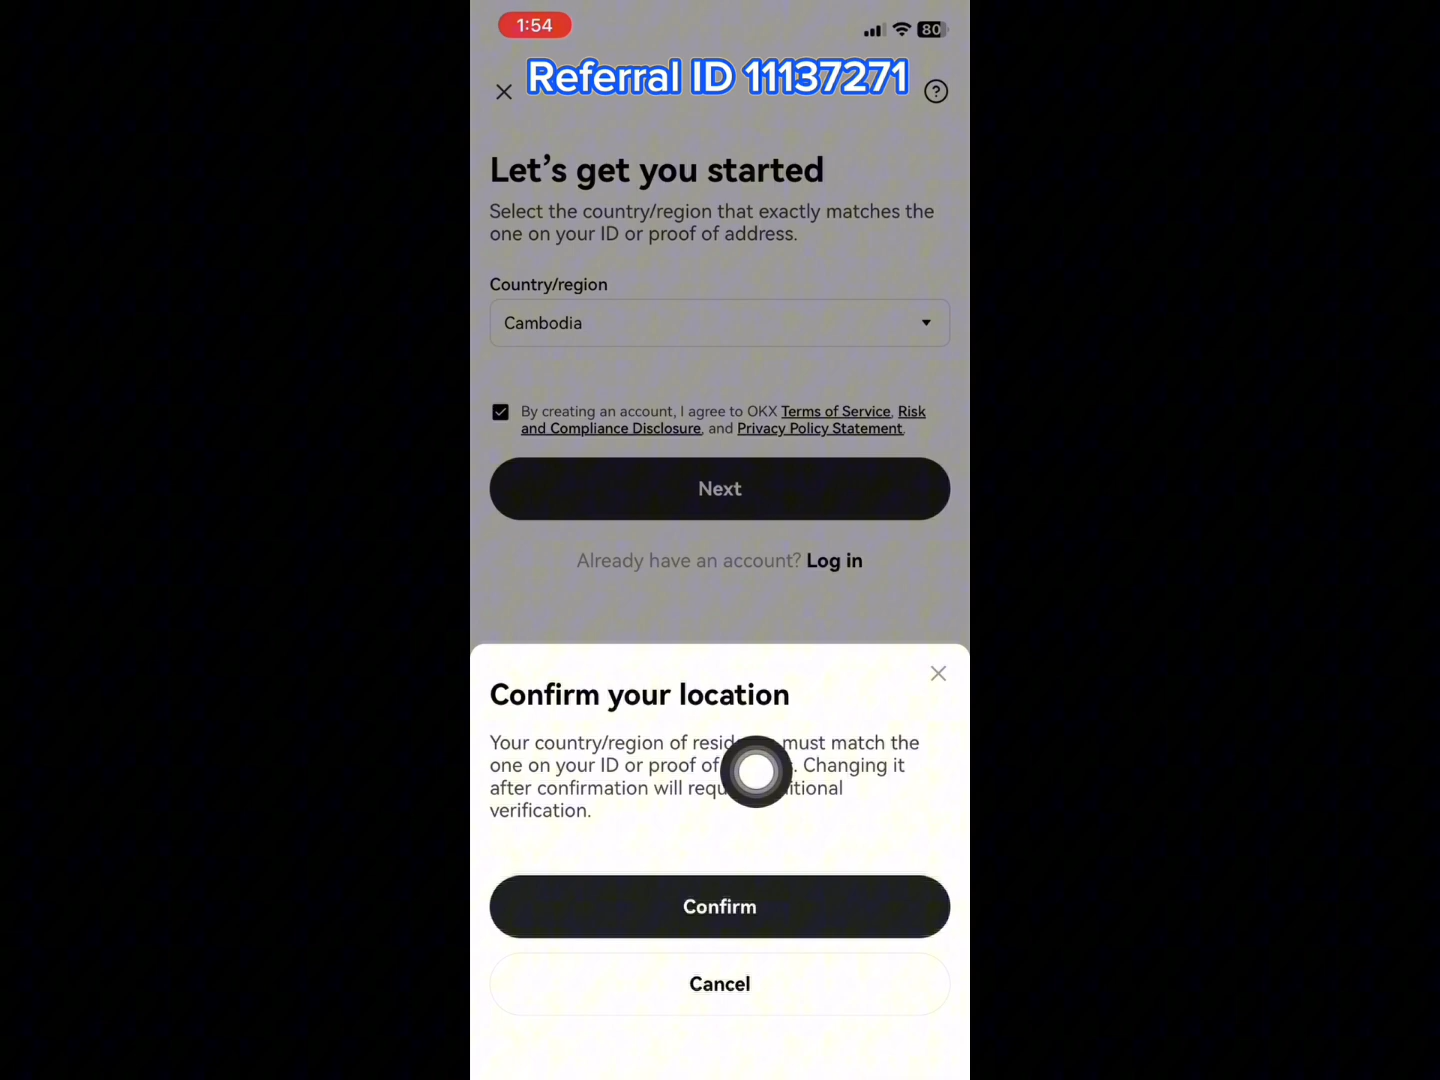 1:54
80
Referral ID 11137271
?
Let's get you started
Select the country/region that exactly matches the
one on your ID or proof of address.
Country/region
Cambodia
By creating an account, I agree to OKX Terms of Service, Risk
and Compliance Disclosure, and Privacy Policy Statement.
Next
Already have an account? Log in
Confirm your location
Your country/region of must match the
one on your ID or proof of . Changing it
after confirmation will
verification.
Confirm
Cancel